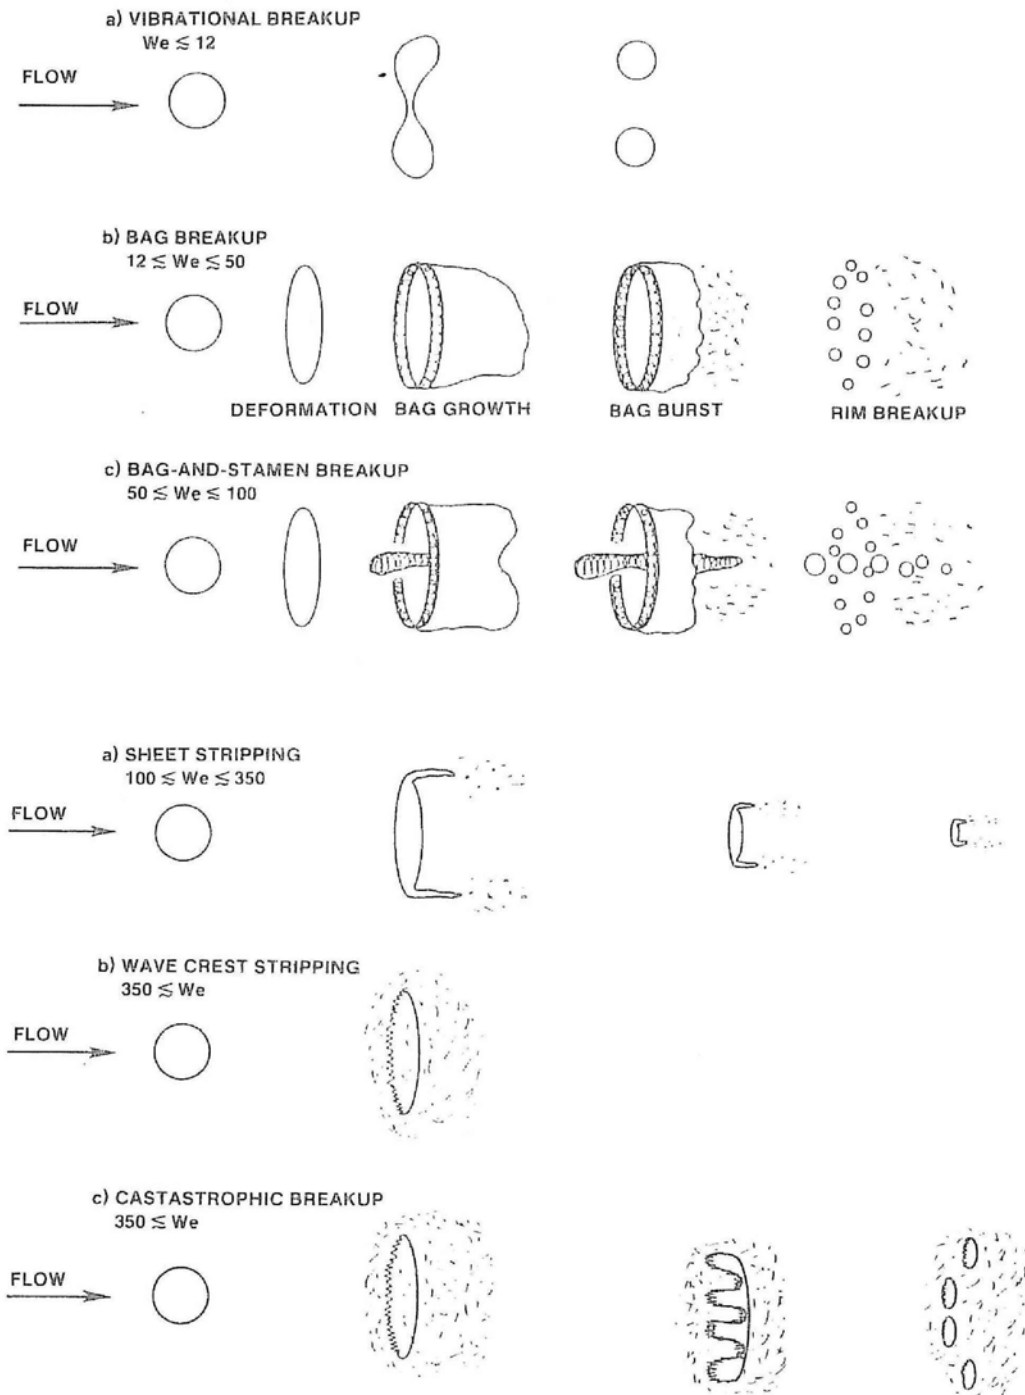 a) VIBRATIONAL BREAKUP
We ≲ 12
FLOW
b) BAG BREAKUP
12 ≲ We ≲ 50
FLOW
DEFORMATION BAG GROWTH BAG BURST RIM BREAKUP
c) BAG-AND-STAMEN BREAKUP
50 ≲ We ≲ 100
FLOW
a) SHEET STRIPPING
100 ≲ We ≲ 350
FLOW
b) WAVE CREST STRIPPING
350 ≲ We
FLOW
c) CASTASTROPHIC BREAKUP
350 ≲ We
FLOW